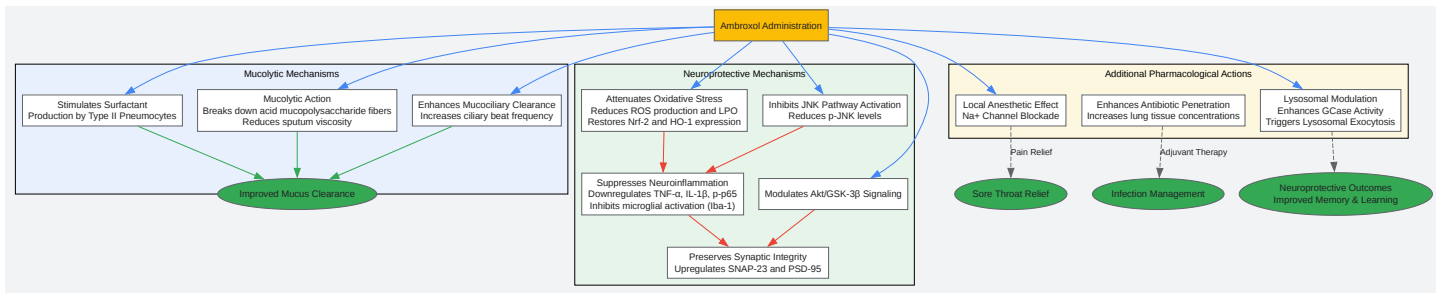 Ambroxol Administration
Mucolytic Mechanisms
Stimulates Surfactant
Production by Type II Pneumocytes
Mucolytic Action
Breaks down acid mucopolysaccharide fibers
Reduces sputum viscosity
Enhances Mucociliary Clearance
Increases ciliary beat frequency
Improved Mucus Clearance
Neuroprotective Mechanisms
Attenuates Oxidative Stress
Reduces ROS production and LPO
Restores Nrf-2 and HO-1 expression
Inhibits JNK Pathway Activation
Reduces p-JNK levels
Suppresses Neuroinflammation
Downregulates TNF-α, IL-1β, p-p65
Inhibits microglial activation (Iba-1)
Modulates Akt/GSK-3β Signaling
Preserves Synaptic Integrity
Upregulates SNAP-23 and PSD-95
Additional Pharmacological Actions
Local Anesthetic Effect
Na+ Channel Blockade
Enhances Antibiotic Penetration
Increases lung tissue concentrations
Lysosomal Modulation
Enhances GCase Activity
Triggers Lysosomal Exocytosis
Pain Relief
Adjuvant Therapy
Sore Throat Relief
Infection Management
Neuroprotective Outcomes
Improved Memory & Learning